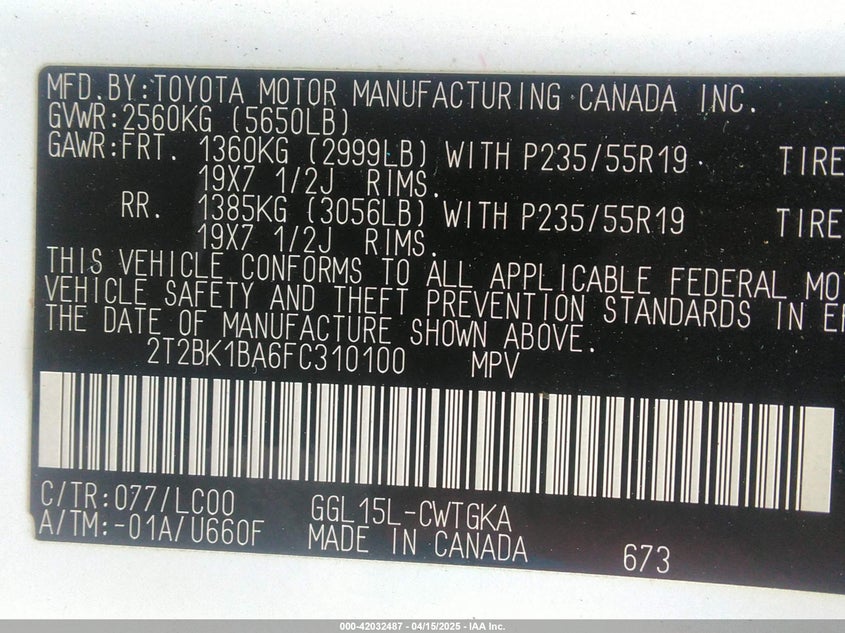 MFD.BY:TOYOTA MOTOR MANUFACTURING CANADA INC.
GVWR:2560KG (5650LB)
GAWR:FRT. 1360KG (2999LB) WITH P235/55R19 TIRE
19X7 1/2J RIMS.
RR. 1385KG (3056LB) WITH P235/55R19 TIRE
19X7 1/2J RIMS.
THIS VEHICLE CONFORMS TO ALL APPLICABLE FEDERAL MO
VEHICLE SAFETY AND THEFT PREVENTION STANDARDS IN EF
THE DATE OF MANUFACTURE SHOWN ABOVE.
2T2BK1BA6FC310100 MPV
C/TR:077/LC00 GGL15L-CWTGKA
A/TM:-01A/U660F MADE IN CANADA 673
000-42032487 - 04/15/2025 - IAA Inc.